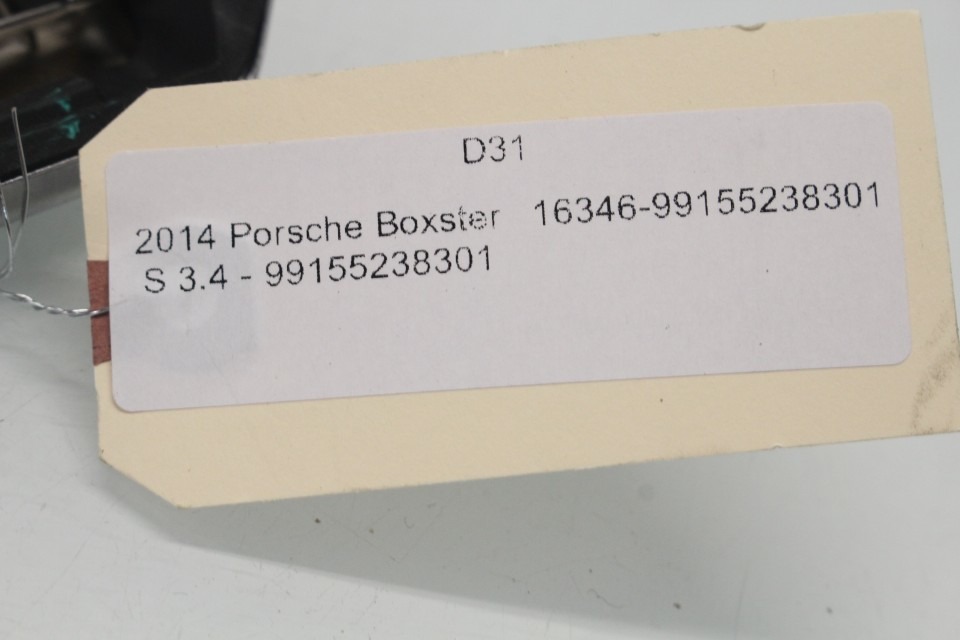 D31
2014 Porsche Boxster 16346-99155238301
S 3.4 - 99155238301